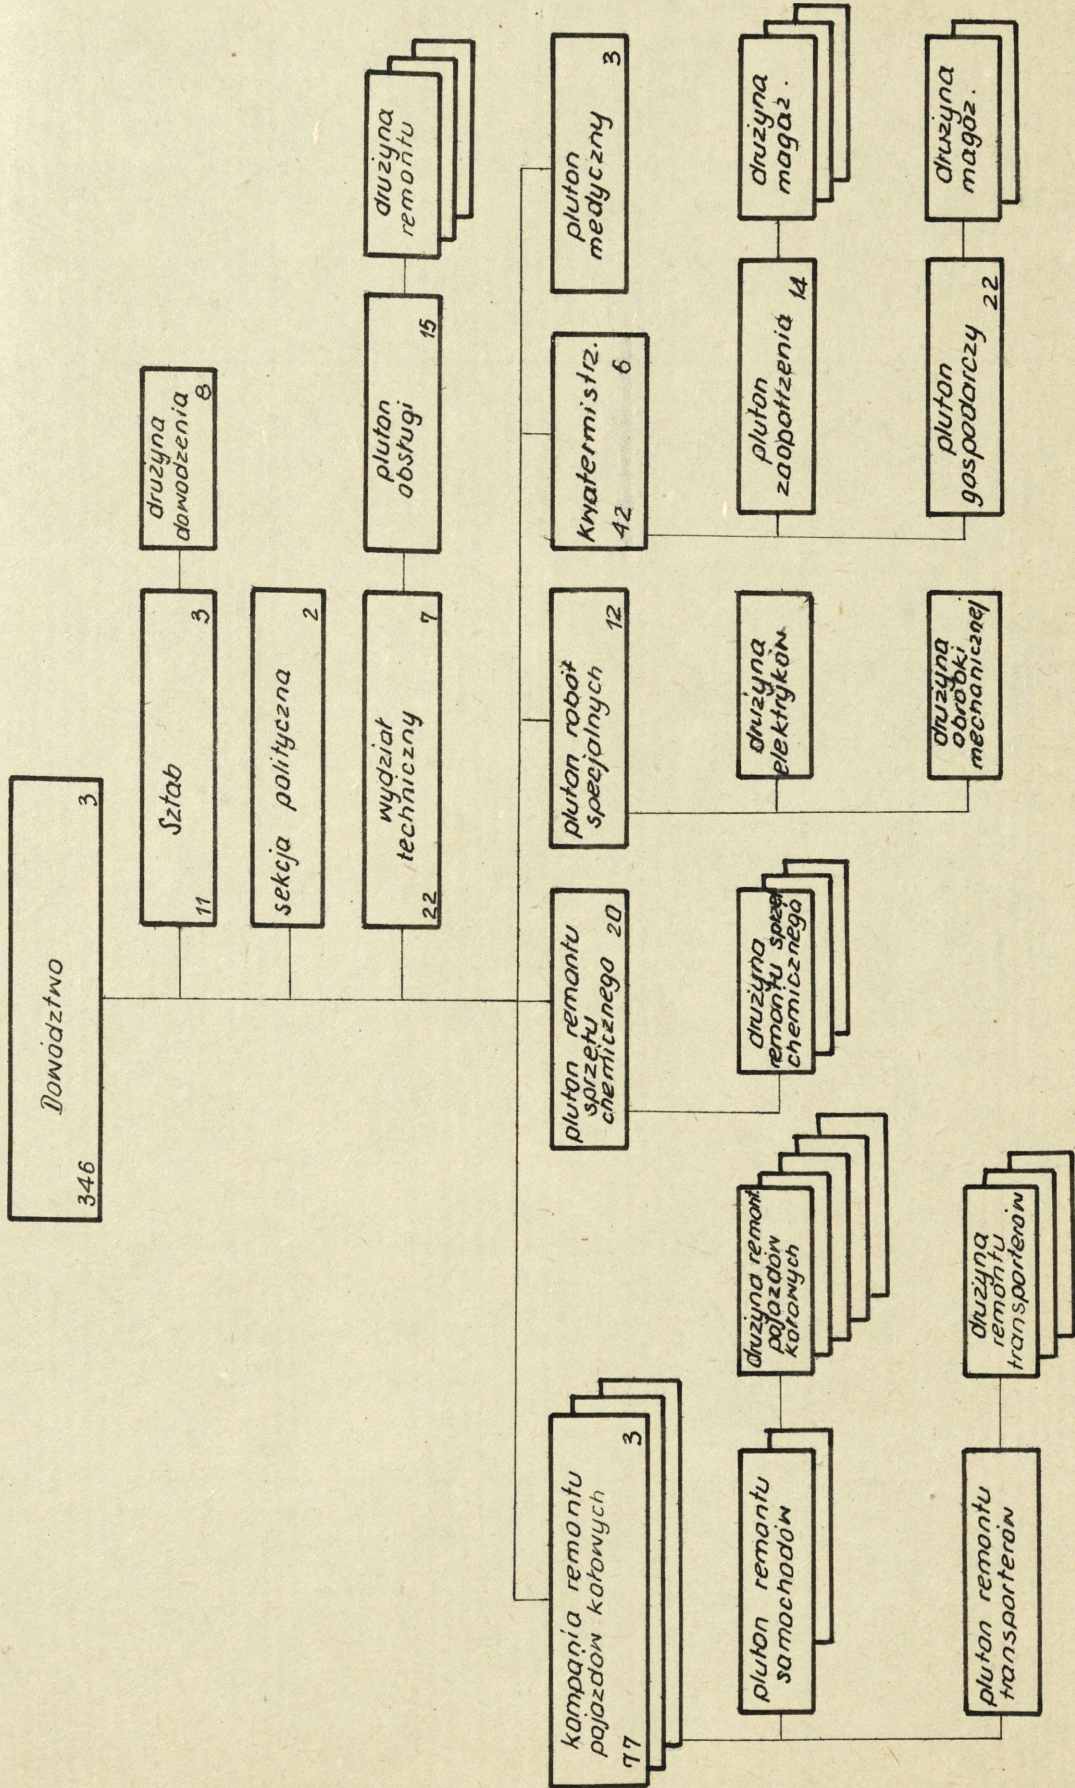 Dowództwo
346 3
Sztab
11 3
drużyna
dowodzenia
8
sekcja polityczna
2
wydział
techniczny
22 7
pluton
obsługi
15
drużyna
remontu
kompania remontu
pojazdów kołowych
77 3
pluton remontu
sprzętu
chemicznego 20
pluton robót
specjalnych
12
kwatermistrz.
42 6
pluton
medyczny
3
pluton remontu
samochodów
drużyna remont.
pojazdów
kołowych
drużyna
remontu sprzęt
chemicznego
drużyna
elektryków
pluton
zaopatrzenia
14
drużyna
magaz.
pluton remontu
transporterów
drużyna
remontu
transporterów
drużyna
obróbki
mechanicznej
pluton
gospodarczy
22
drużyna
magaz.